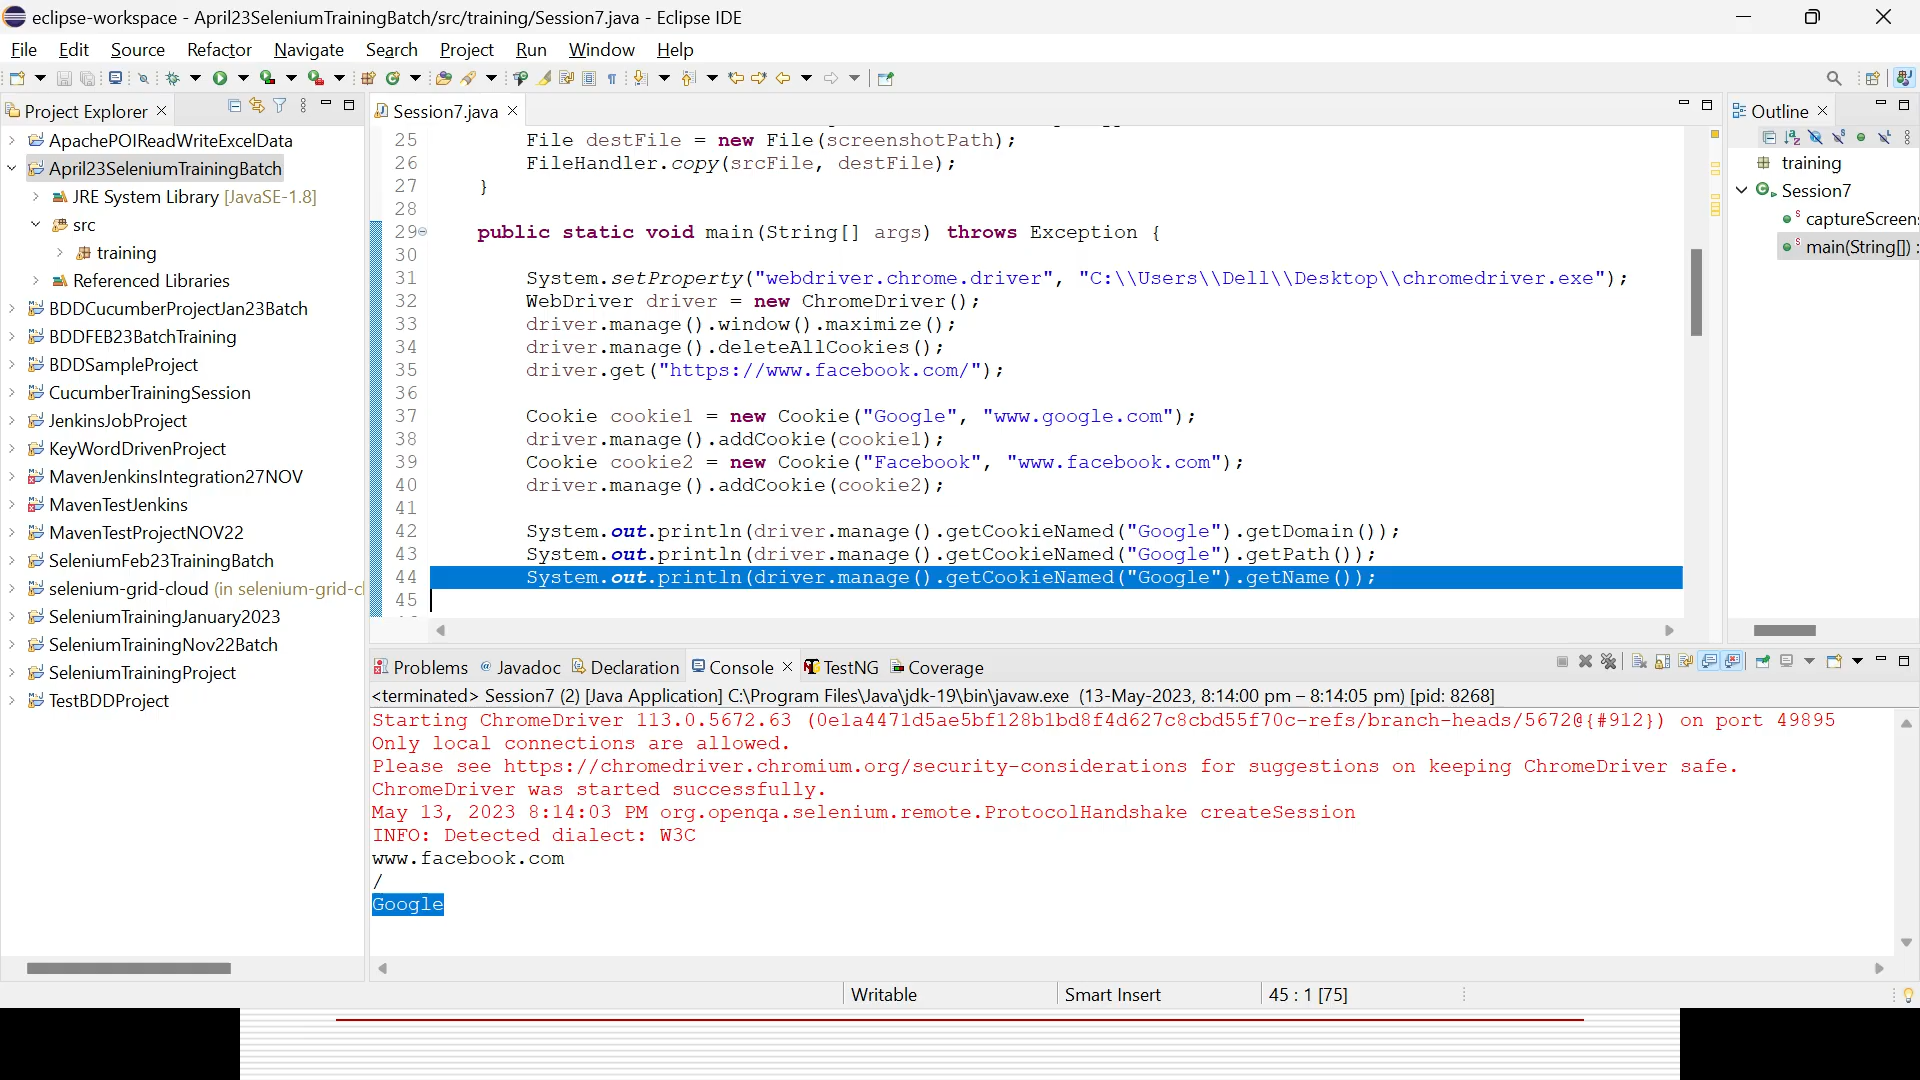 eclipse-workspace - April23SeleniumTrainingBatch/src/training/Session7.java - Eclipse IDE
File Edit Source Refactor Navigate Search Project Run Window Help
Project Explorer
ApachePOIReadWriteExcelData
April23SeleniumTrainingBatch
JRE System Library [JavaSE-1.8]
src
training
Referenced Libraries
BDDCucumberProjectJan23Batch
BDDFEB23BatchTraining
BDDSampleProject
CucumberTrainingSession
JenkinsJobProject
KeyWordDrivenProject
MavenJenkinsIntegration27NOV
MavenTestJenkins
MavenTestProjectNOV22
SeleniumFeb23TrainingBatch
selenium-grid-cloud (in selenium-grid-cl
SeleniumTrainingJanuary2023
SeleniumTrainingNov22Batch
SeleniumTrainingProject
TestBDDProject
Session7.java
25 File destFile = new File(screenshotPath);
26 FileHandler.copy(srcFile, destFile);
27 }
28
29 public static void main(String[] args) throws Exception {
30
31 System.setProperty("webdriver.chrome.driver", "C:\\Users\\Dell\\Desktop\\chromedriver.exe");
32 WebDriver driver = new ChromeDriver();
33 driver.manage().window().maximize();
34 driver.manage().deleteAllCookies();
35 driver.get("https://www.facebook.com/");
36
37 Cookie cookie1 = new Cookie("Google", "www.google.com");
38 driver.manage().addCookie(cookie1);
39 Cookie cookie2 = new Cookie("Facebook", "www.facebook.com");
40 driver.manage().addCookie(cookie2);
41
42 System.out.println(driver.manage().getCookieNamed("Google").getDomain());
43 System.out.println(driver.manage().getCookieNamed("Google").getPath());
44 System.out.println(driver.manage().getCookieNamed("Google").getName());
45
Outline
training
Session7
captureScreen
main(String[]) :
Problems Javadoc Declaration Console TestNG Coverage
<terminated> Session7 (2) [Java Application] C:\Program Files\Java\jdk-19\bin\javaw.exe (13-May-2023, 8:14:00 pm – 8:14:05 pm) [pid: 8268]
Starting ChromeDriver 113.0.5672.63 (0e1a4471d5ae5bf128b1bd8f4d627c8cbd55f70c-refs/branch-heads/5672@{#912}) on port 49895
Only local connections are allowed.
Please see https://chromedriver.chromium.org/security-considerations for suggestions on keeping ChromeDriver safe.
ChromeDriver was started successfully.
May 13, 2023 8:14:03 PM org.openqa.selenium.remote.ProtocolHandshake createSession
INFO: Detected dialect: W3C
www.facebook.com
/
Google
Writable Smart Insert 45 : 1 [75]